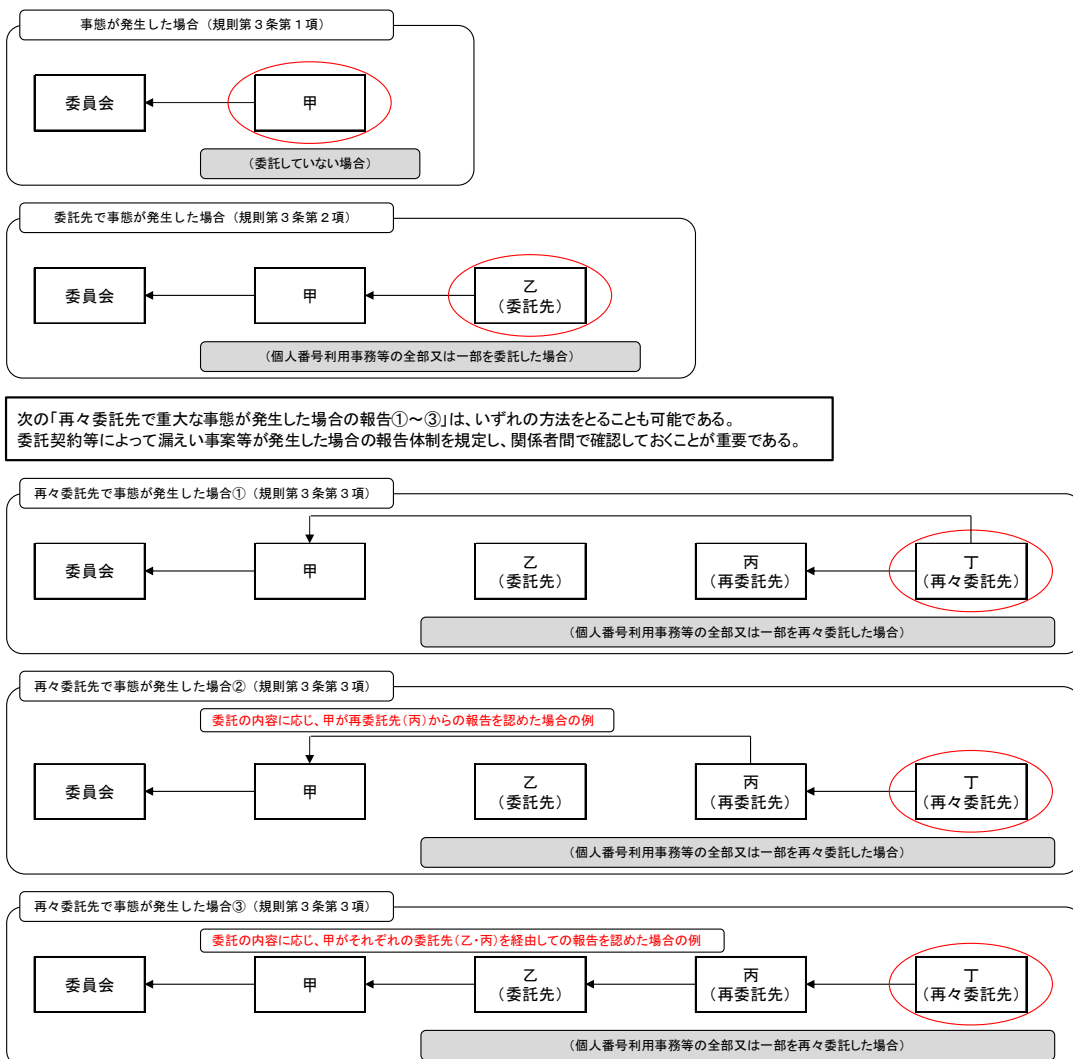 事態が発生した場合（規則第３条第１項）
委員会
甲
（委託していない場合）
委託先で事態が発生した場合（規則第３条第２項）
委員会
甲
乙
（委託先）
（個人番号利用事務等の全部又は一部を委託した場合）
次の「再々委託先で重大な事態が発生した場合の報告①～③」は、いずれの方法をとることも可能である。
委託契約等によって漏えい事案等が発生した場合の報告体制を規定し、関係者間で確認しておくことが重要である。
再々委託先で事態が発生した場合①（規則第３条第３項）
委員会
甲
乙
（委託先）
丙
（再委託先）
丁
（再々委託先）
（個人番号利用事務等の全部又は一部を再々委託した場合）
再々委託先で事態が発生した場合②（規則第３条第３項）
委託の内容に応じ、甲が再委託先（丙）からの報告を認めた場合の例
委員会
甲
乙
（委託先）
丙
（再委託先）
丁
（再々委託先）
（個人番号利用事務等の全部又は一部を再々委託した場合）
再々委託先で事態が発生した場合③（規則第３条第３項）
委託の内容に応じ、甲がそれぞれの委託先（乙・丙）を経由しての報告を認めた場合の例
委員会
甲
乙
（委託先）
丙
（再委託先）
丁
（再々委託先）
（個人番号利用事務等の全部又は一部を再々委託した場合）